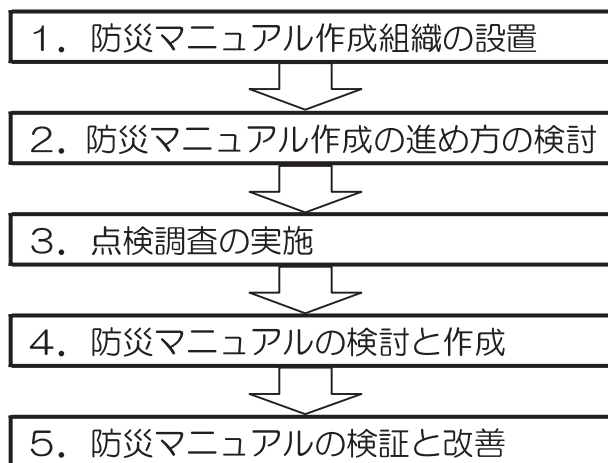 １．防災マニュアル作成組織の設置
２．防災マニュアル作成の進め方の検討
３．点検調査の実施
４．防災マニュアルの検討と作成
５．防災マニュアルの検証と改善